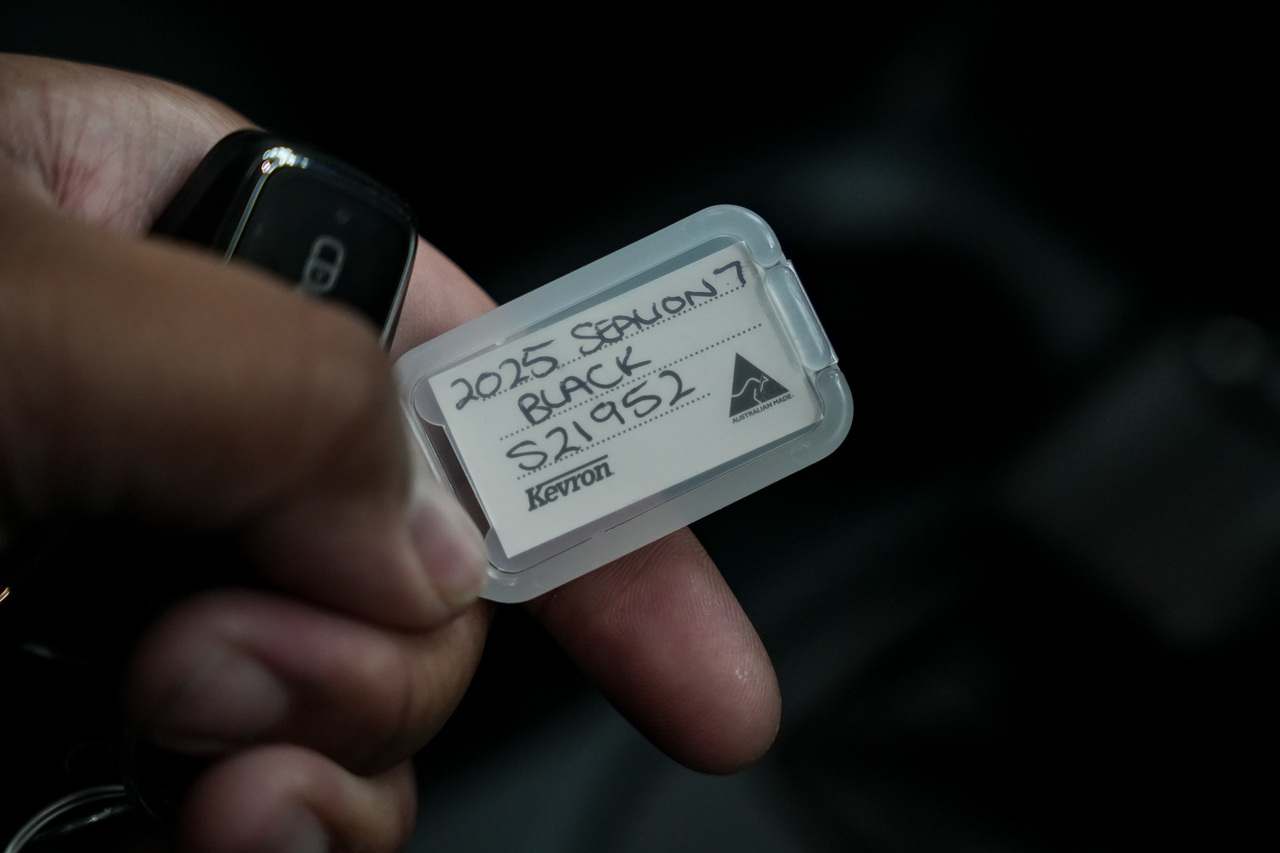 2025 SEALION 7
BLACK
S21952
Kevron
AUSTRALIAN MADE